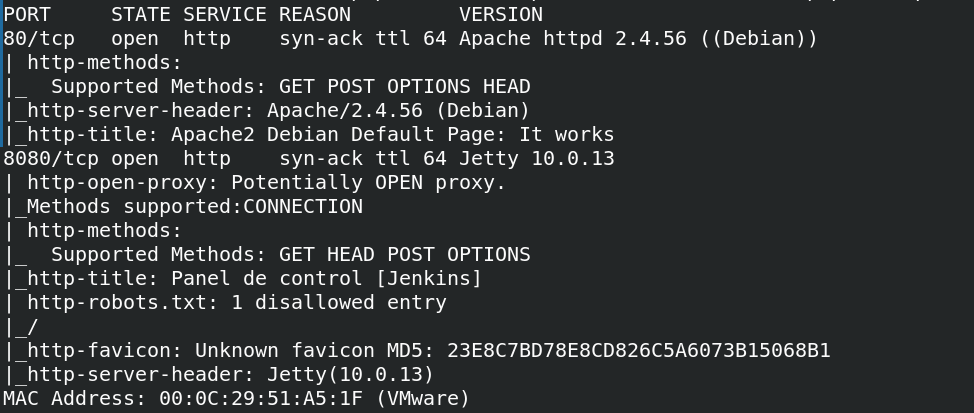 PORT     STATE SERVICE REASON         VERSION
80/tcp   open  http    syn-ack ttl 64 Apache httpd 2.4.56 ((Debian))
| http-methods:
|_  Supported Methods: GET POST OPTIONS HEAD
|_http-server-header: Apache/2.4.56 (Debian)
|_http-title: Apache2 Debian Default Page: It works
8080/tcp open  http    syn-ack ttl 64 Jetty 10.0.13
| http-open-proxy: Potentially OPEN proxy.
|_Methods supported:CONNECTION
| http-methods:
|_  Supported Methods: GET HEAD POST OPTIONS
|_http-title: Panel de control [Jenkins]
| http-robots.txt: 1 disallowed entry
|_/
|_http-favicon: Unknown favicon MD5: 23E8C7BD78E8CD826C5A6073B15068B1
|_http-server-header: Jetty(10.0.13)
MAC Address: 00:0C:29:51:A5:1F (VMware)